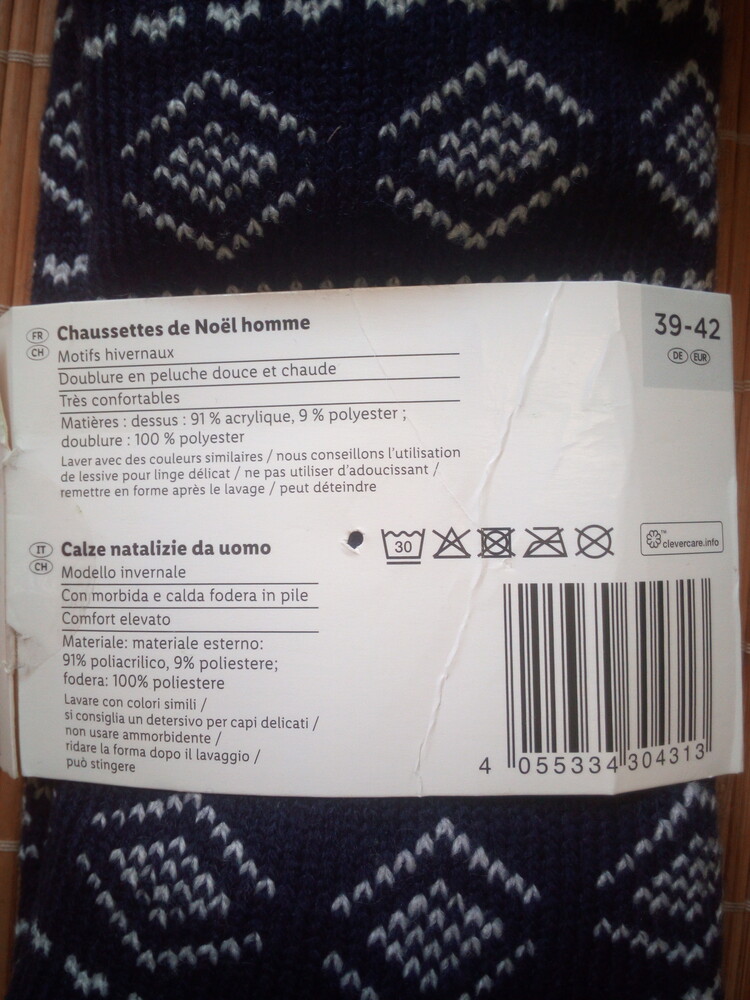 FR CH
Chaussettes de Noël homme
Motifs hivernaux
Doublure en peluche douce et chaude
Très confortables
Matières : dessus : 91 % acrylique, 9 % polyester ;
doublure : 100 % polyester
Laver avec des couleurs similaires / nous conseillons l'utilisation
de lessive pour linge délicat / ne pas utiliser d'adoucissant /
remettre en forme après le lavage / peut déteindre
39-42
DE EUR
IT CH
Calze natalizie da uomo
Modello invernale
Con morbida e calda fodera in pile
Comfort elevato
Materiale: materiale esterno:
91% poliacrilico, 9% poliestere;
fodera: 100% poliestere
Lavare con colori simili /
si consiglia un detersivo per capi delicati /
non usare ammorbidente /
ridare la forma dopo il lavaggio /
può stingere
30
™ clevercare.info
4 055334 304313